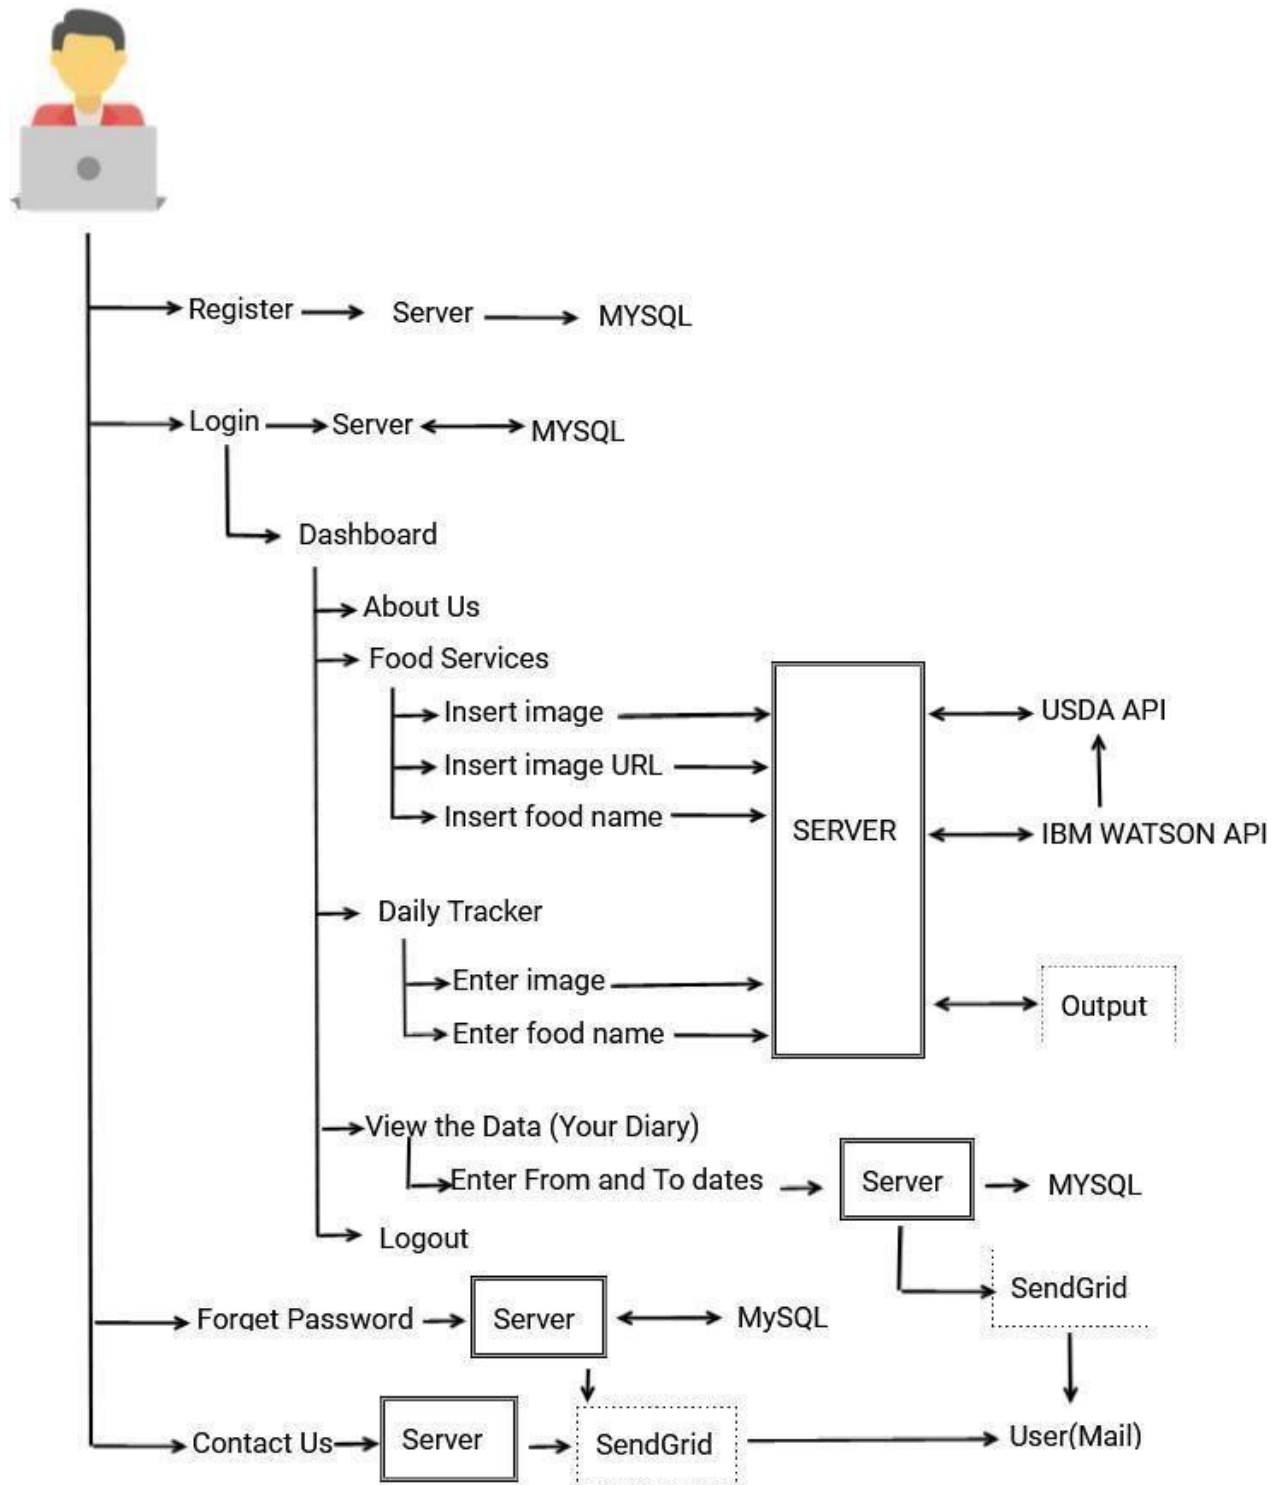 Register Server MYSQL
Login Server MYSQL
Dashboard
About Us
Food Services
Insert image USDA API
Insert image URL
Insert food name
SERVER IBM WATSON API
Daily Tracker
Enter image
Output
Enter food name
View the Data (Your Diary)
Enter From and To dates Server MYSQL
Logout
SendGrid
Forget Password Server MySQL
Contact Us Server SendGrid User(Mail)